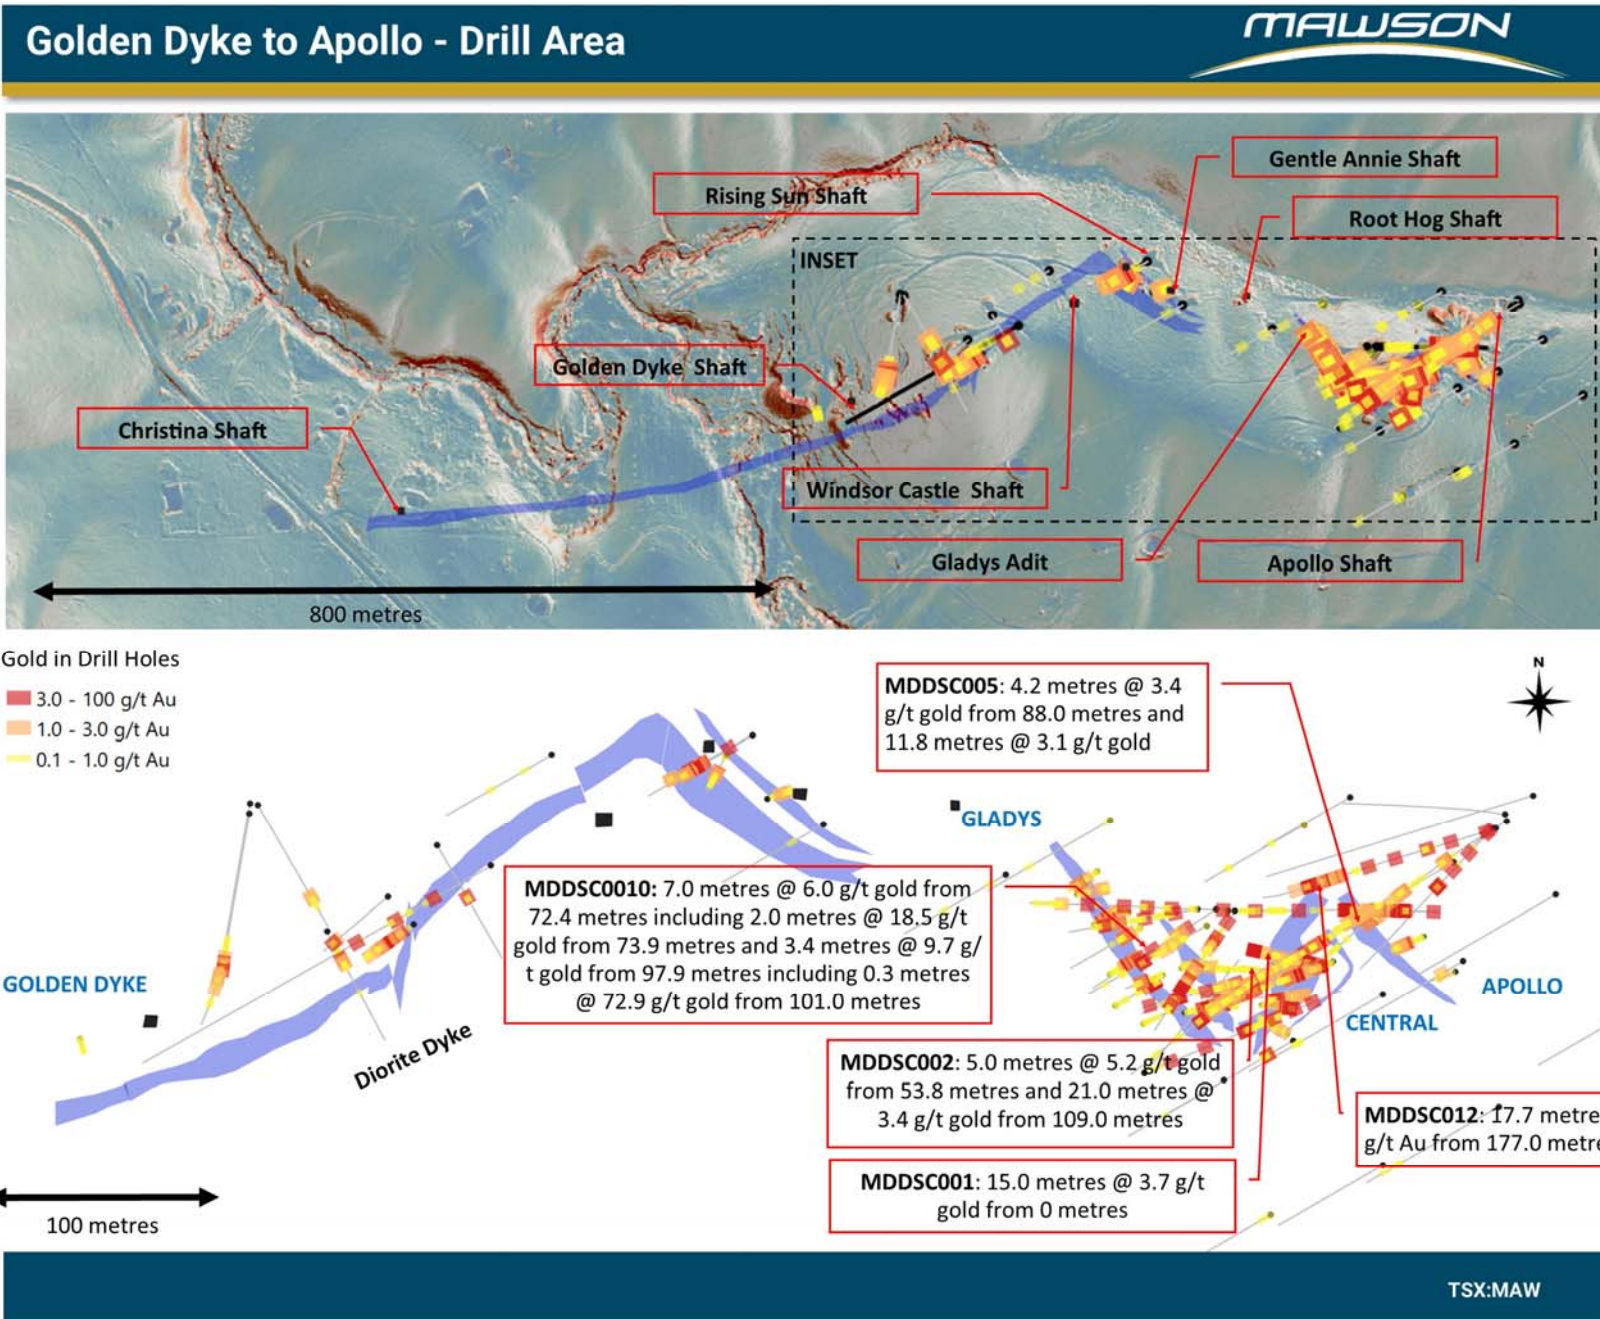 Golden Dyke to Apollo - Drill Area
MAWSON
Gentle Annie Shaft
Rising Sun Shaft
Root Hog Shaft
INSET
Golden Dyke Shaft
Christina Shaft
Windsor Castle Shaft
Gladys Adit
Apollo Shaft
800 metres
Gold in Drill Holes
3.0 - 100 g/t Au
1.0 - 3.0 g/t Au
0.1 - 1.0 g/t Au
N
MDDSC005: 4.2 metres @ 3.4
g/t gold from 88.0 metres and
11.8 metres @ 3.1 g/t gold
GLADYS
MDDSC0010: 7.0 metres @ 6.0 g/t gold from
72.4 metres including 2.0 metres @ 18.5 g/t
gold from 73.9 metres and 3.4 metres @ 9.7 g/
t gold from 97.9 metres including 0.3 metres
@ 72.9 g/t gold from 101.0 metres
GOLDEN DYKE
APOLLO
CENTRAL
Diorite Dyke
MDDSC002: 5.0 metres @ 5.2 g/t gold
from 53.8 metres and 21.0 metres @
3.4 g/t gold from 109.0 metres
MDDSC012: 17.7 metre
g/t Au from 177.0 metre
MDDSC001: 15.0 metres @ 3.7 g/t
gold from 0 metres
100 metres
TSX:MAW